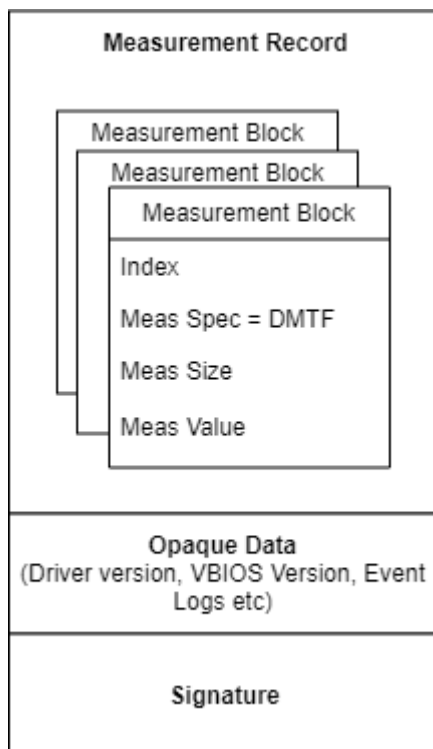 Measurement Record
Measurement Block
Measurement Block
Measurement Block
Index
Meas Spec = DMTF
Meas Size
Meas Value
Opaque Data
(Driver version, VBIOS Version, Event
Logs etc)
Signature